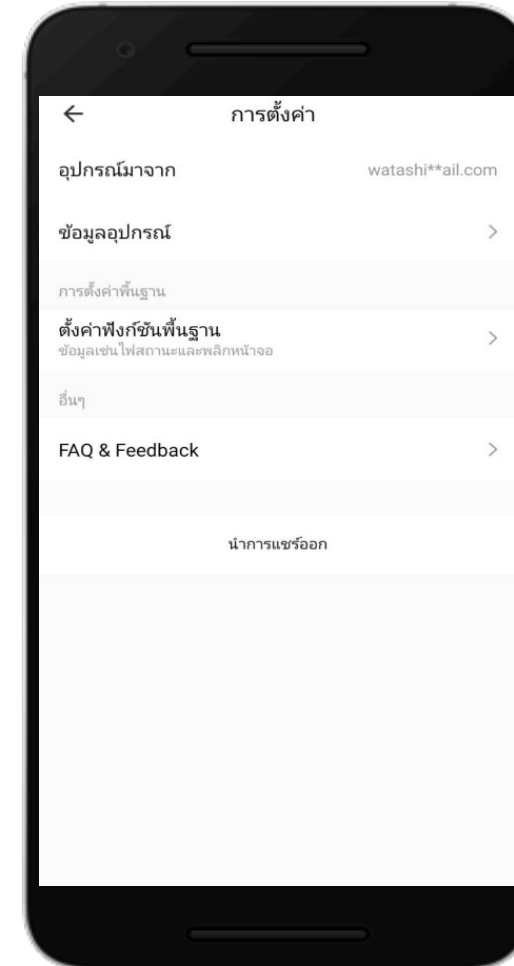 การตั้งค่า
อุปกรณ์มาจาก watashi**ail.com
ข้อมูลอุปกรณ์
การตั้งค่าพื้นฐาน
ตั้งค่าฟังก์ชันพื้นฐาน
ข้อมูลเช่นไฟสถานะและพลิกหน้าจอ
อื่นๆ
FAQ & Feedback
นำการแชร์ออก